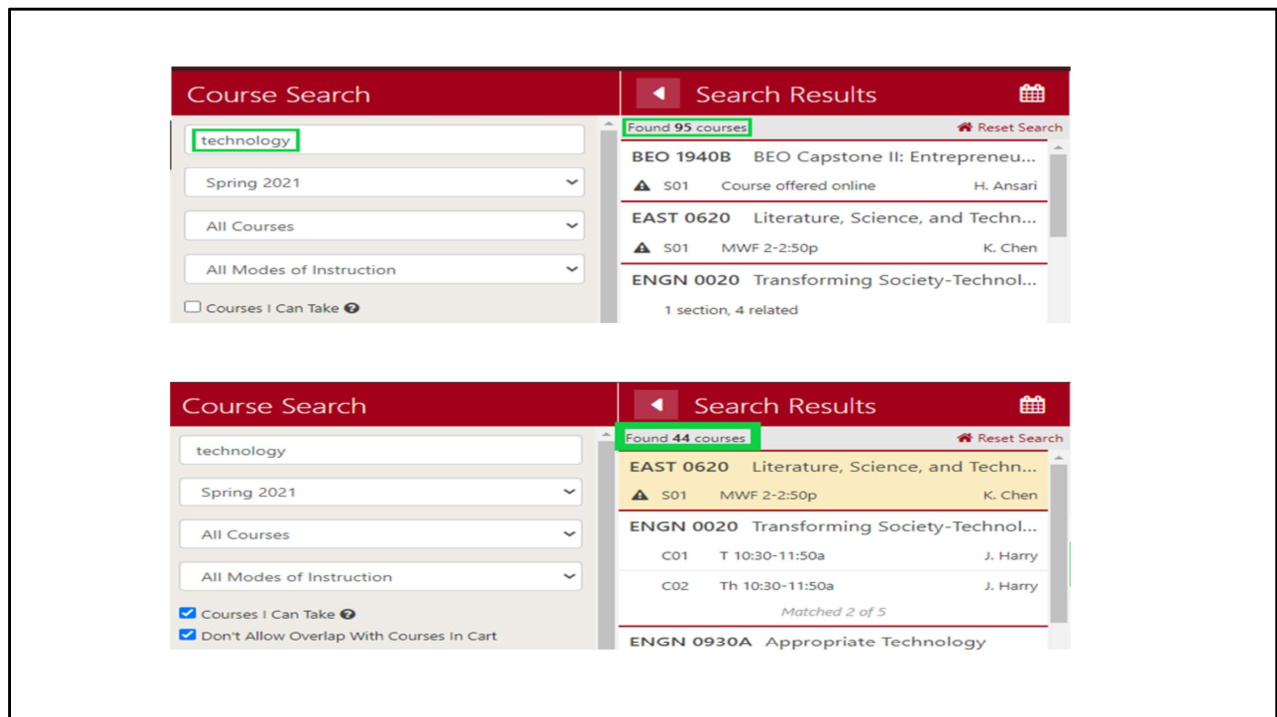 Course Search
technology
Spring 2021
All Courses
All Modes of Instruction
Courses I Can Take
Search Results
Found 95 courses
Reset Search
BEO 1940B BEO Capstone II: Entrepreneu...
S01 Course offered online H. Ansari
EAST 0620 Literature, Science, and Techn...
S01 MWF 2-2:50p K. Chen
ENGN 0020 Transforming Society-Technol...
1 section, 4 related
Course Search
technology
Spring 2021
All Courses
All Modes of Instruction
Courses I Can Take
Don't Allow Overlap With Courses In Cart
Search Results
Found 44 courses
Reset Search
EAST 0620 Literature, Science, and Techn...
S01 MWF 2-2:50p K. Chen
ENGN 0020 Transforming Society-Technol...
C01 T 10:30-11:50a J. Harry
C02 Th 10:30-11:50a J. Harry
Matched 2 of 5
ENGN 0930A Appropriate Technology